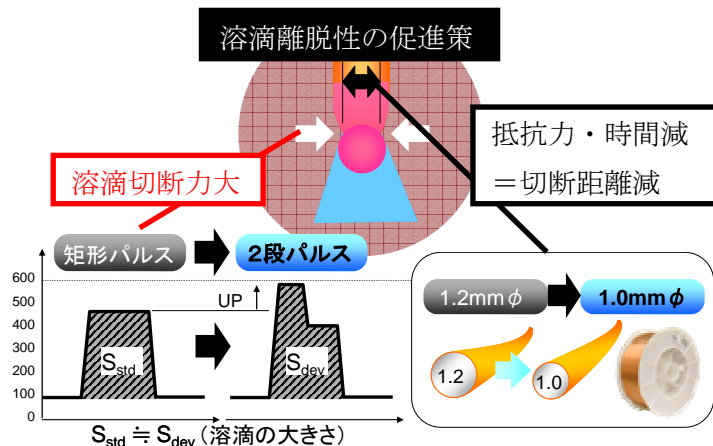 溶滴離脱性の促進策
抵抗力・時間減
＝切断距離減
溶滴切断力大
矩形パルス
2段パルス
600
500
400
300
200
100
0
UP
Sstd
Sdev
Sstd ≒ Sdev (溶滴の大きさ)
1.2mmφ
1.0mmφ
1.2
1.0